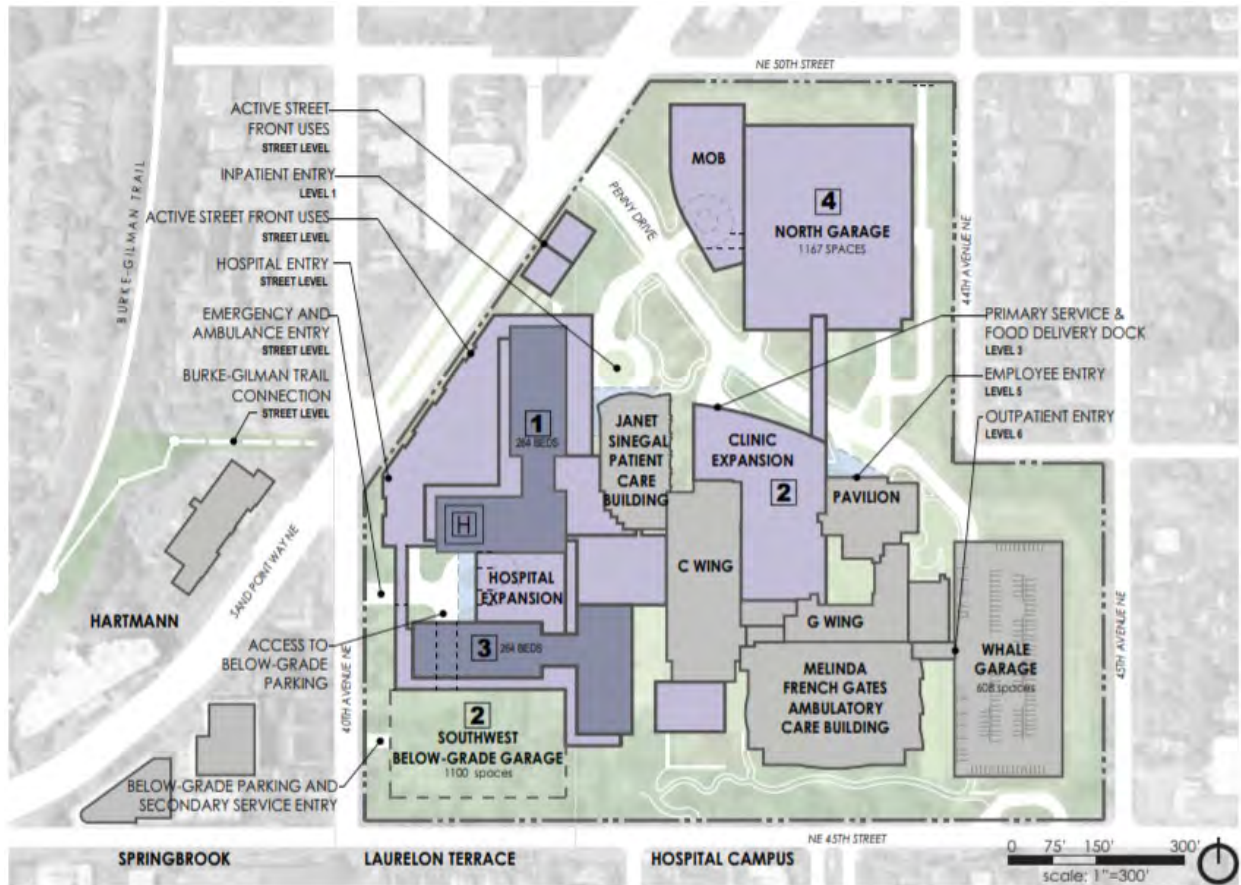 NE 50TH STREET
ACTIVE STREET
FRONT USES
STREET LEVEL
INPATIENT ENTRY
LEVEL 1
ACTIVE STREET FRONT USES
STREET LEVEL
HOSPITAL ENTRY
STREET LEVEL
EMERGENCY AND
AMBULANCE ENTRY
STREET LEVEL
BURKE-GILMAN TRAIL
CONNECTION
STREET LEVEL
BURKE-GILMAN TRAIL
PENNY DRIVE
MOB
4
NORTH GARAGE
1167 SPACES
44TH AVENUE NE
PRIMARY SERVICE &
FOOD DELIVERY DOCK
LEVEL 3
EMPLOYEE ENTRY
LEVEL 5
OUTPATIENT ENTRY
LEVEL 6
1
264 BEDS
JANET
SINEGAL
PATIENT
CARE
BUILDING
CLINIC
EXPANSION
2
PAVILION
H
HOSPITAL
EXPANSION
C WING
G WING
HARTMANN
SAND POINT WAY NE
ACCESS TO
BELOW-GRADE
PARKING
40TH AVENUE NE
3
264 BEDS
MELINDA
FRENCH GATES
AMBULATORY
CARE BUILDING
WHALE
GARAGE
608 spaces
45TH AVENUE NE
2
SOUTHWEST
BELOW-GRADE GARAGE
1100 spaces
BELOW-GRADE PARKING AND
SECONDARY SERVICE ENTRY
NE 45TH STREET
SPRINGBROOK
LAURELON TERRACE
HOSPITAL CAMPUS
0 75' 150' 300'
scale: 1"=300'